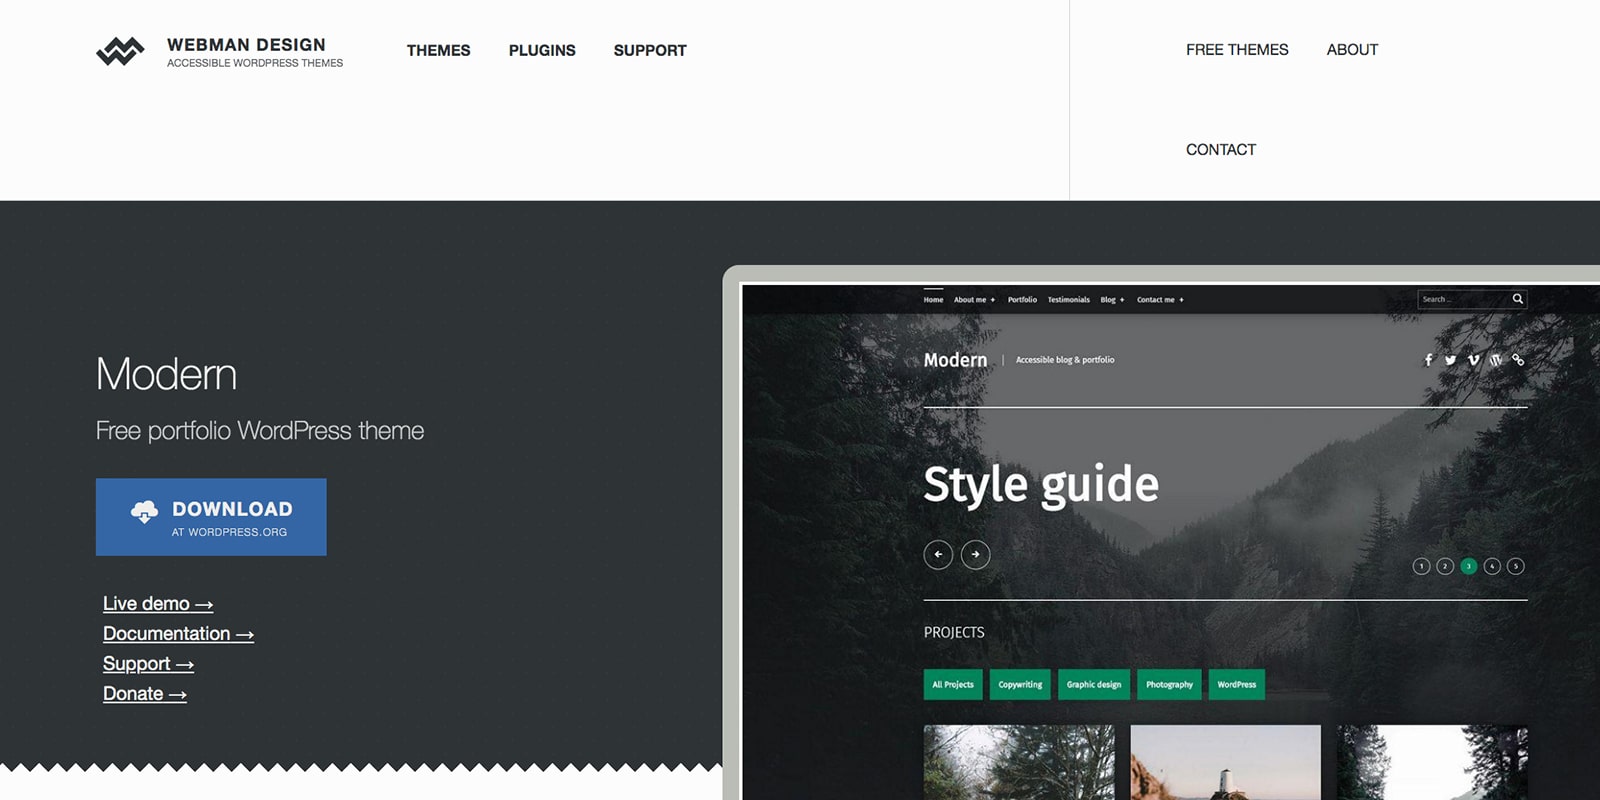 WEBMAN DESIGN
ACCESSIBLE WORDPRESS THEMES
THEMES PLUGINS SUPPORT
FREE THEMES ABOUT
CONTACT
Modern
Free portfolio WordPress theme
DOWNLOAD
AT WORDPRESS.ORG
Live demo →
Documentation →
Support →
Donate →
Home About me + Portfolio Testimonials Blog + Contact me + Search ...
Modern | Accessible blog & portfolio
Style guide
1 2 3 4 5
PROJECTS
All Projects Copywriting Graphic design Photography WordPress